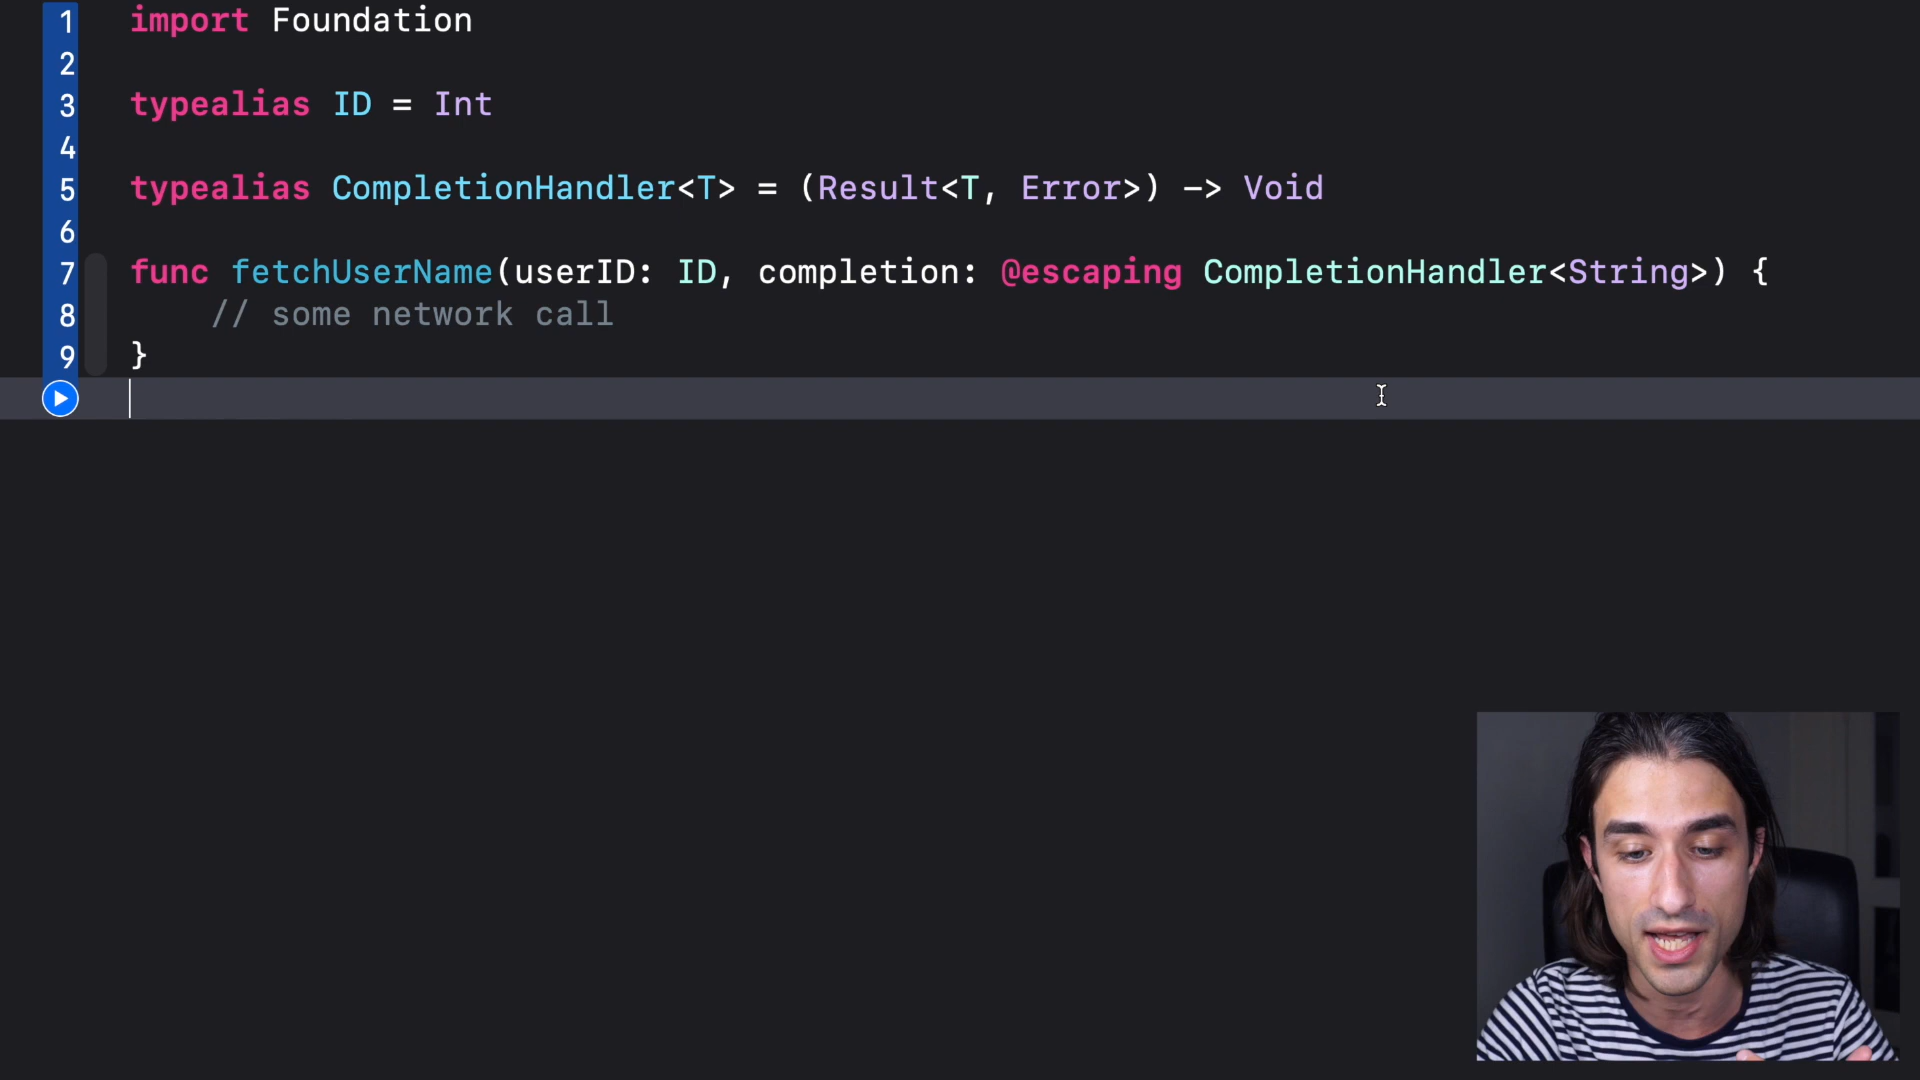 1 import Foundation
2
3 typealias ID = Int
4
5 typealias CompletionHandler<T> = (Result<T, Error>) -> Void
6
7 func fetchUserName(userID: ID, completion: @escaping CompletionHandler<String>) {
8 // some network call
9 }